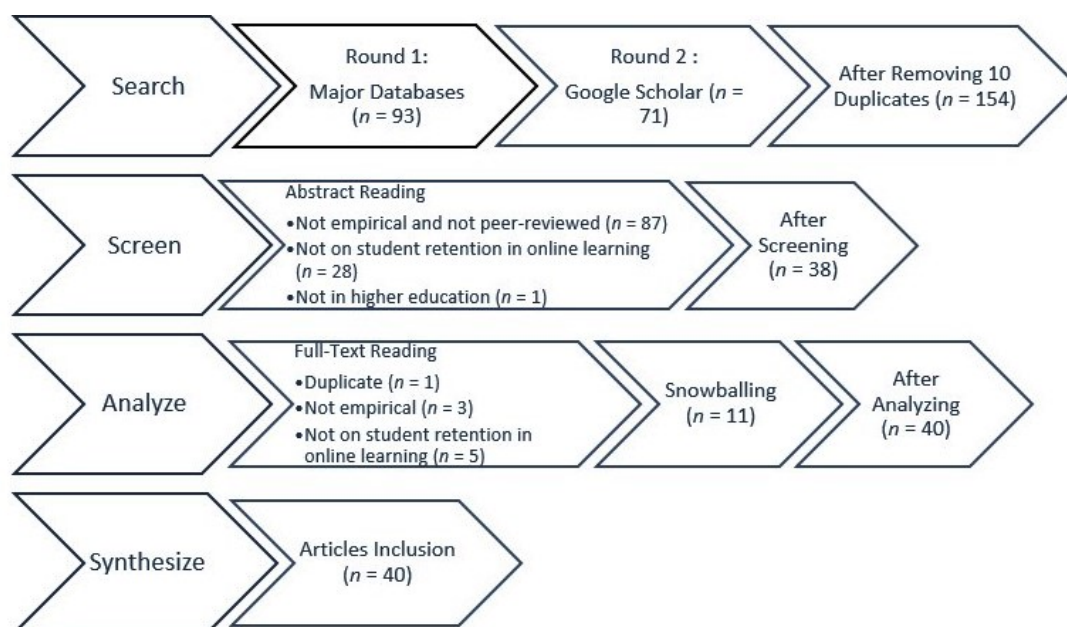 Search
Round 1:
Major Databases
(n = 93)
Round 2 :
Google Scholar (n =
71)
After Removing 10
Duplicates (n = 154)
Screen
Abstract Reading
•Not empirical and not peer-reviewed (n = 87)
•Not on student retention in online learning
(n = 28)
•Not in higher education (n = 1)
After
Screening
(n = 38)
Analyze
Full-Text Reading
•Duplicate (n = 1)
•Not empirical (n = 3)
•Not on student retention in
online learning (n = 5)
Snowballing
(n = 11)
After
Analyzing
(n = 40)
Synthesize
Articles Inclusion
(n = 40)